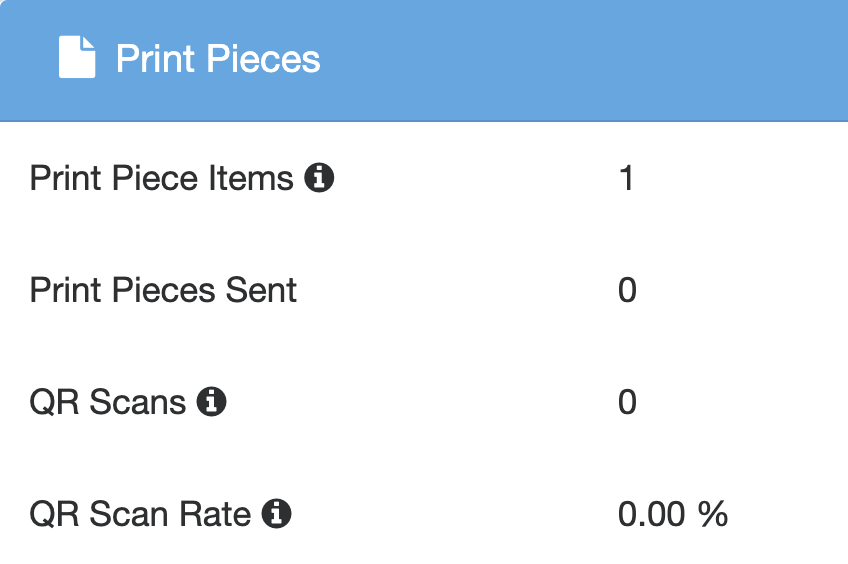 Print Pieces
Print Piece Items 1
Print Pieces Sent 0
QR Scans 0
QR Scan Rate 0.00 %